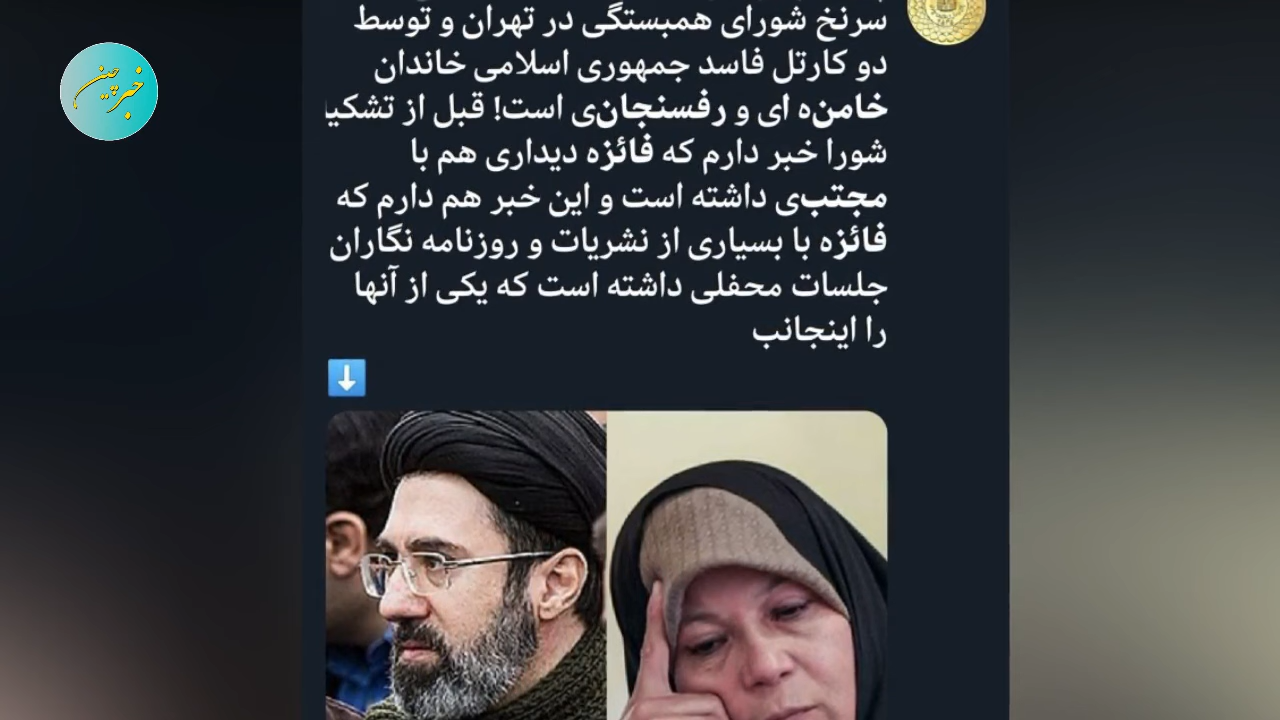 خبرچین
سرنخ شورای همبستگی در تهران و توسط
دو کارتل فاسد جمهوری اسلامی خاندان
خامنه ای و رفسنجانی است! قبل از تشکیل
شورا خبر دارم که فائزه دیداری هم با
مجتبی داشته است و این خبر هم دارم که
فائزه با بسیاری از نشریات و روزنامه نگاران
جلسات محفلی داشته است که یکی از آنها
را اینجانب